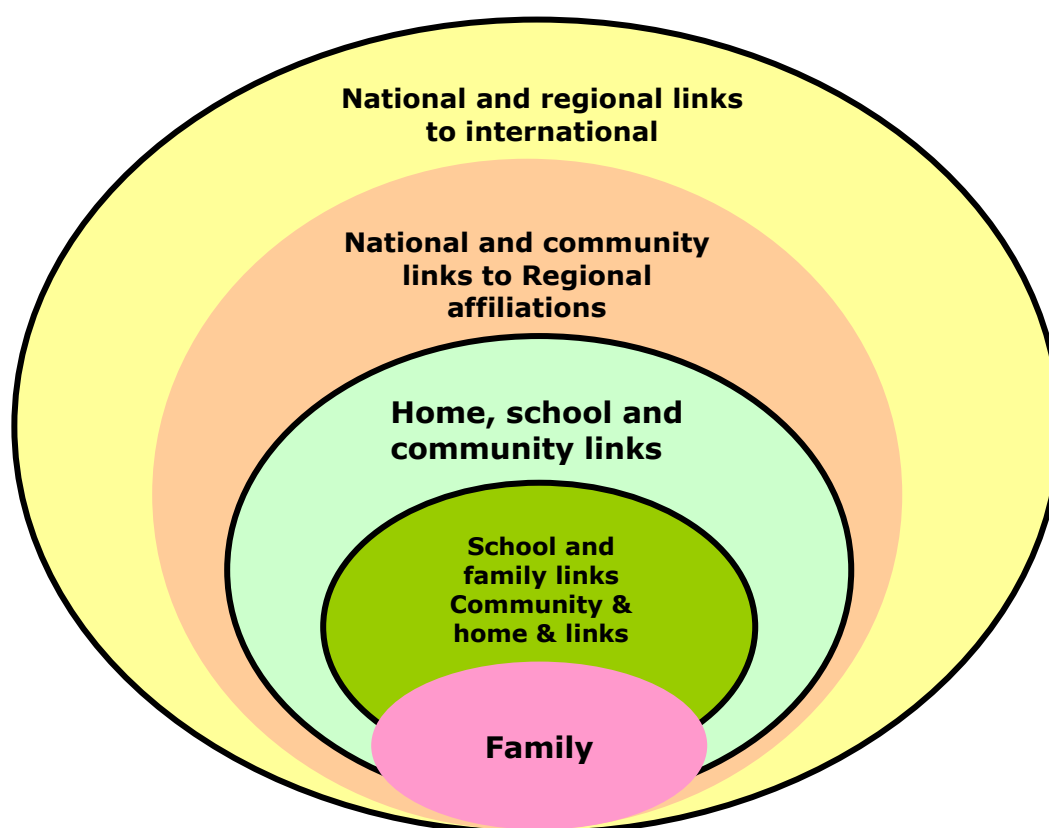 National and regional links
to international
National and community
links to Regional
affiliations
Home, school and
community links
School and
family links
Community &
home & links
Family